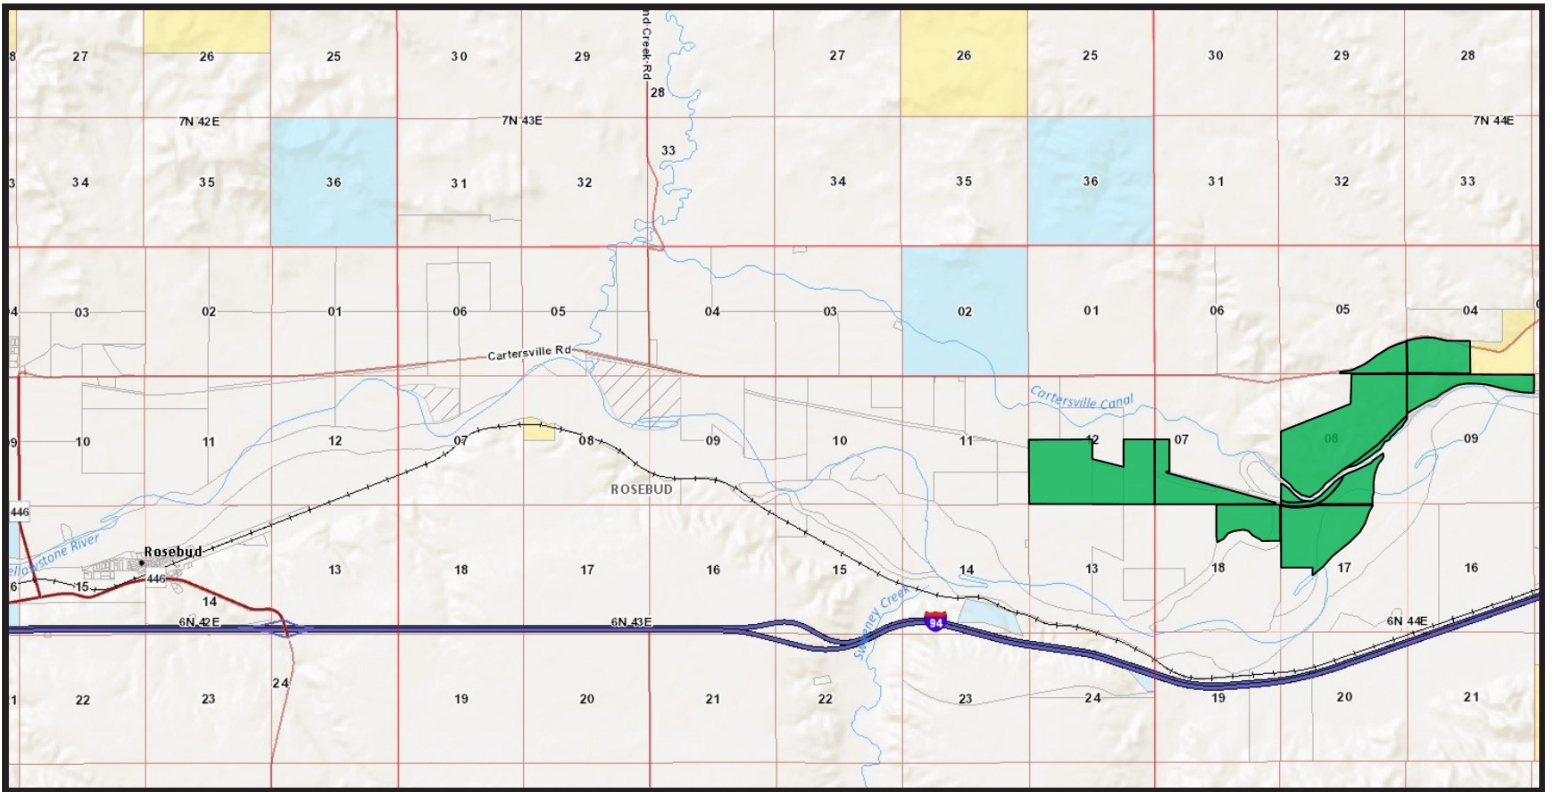 8 27 26 25 30 29 27 26 25 30 29 28
nd-Creek-Rd
28
7N 42E 7N 43E 7N 44E
33
3 34 35 36 31 32 34 35 36 31 32 33
4 03 02 01 06 05 04 03 02 01 06 05 04
Cartersville Rd
Cartersville Canal
10 11 12 07 08 09 10 11 12 07 08 09
ROSEBUD
446
ellowstone River
Rosebud
6 15 446 13 18 17 16 15 14 13 18 17 16
14
Sweeney Creek
6N 42E 6N 43E 94 6N 44E
24
22 23 19 20 21 22 23 24 19 20 21